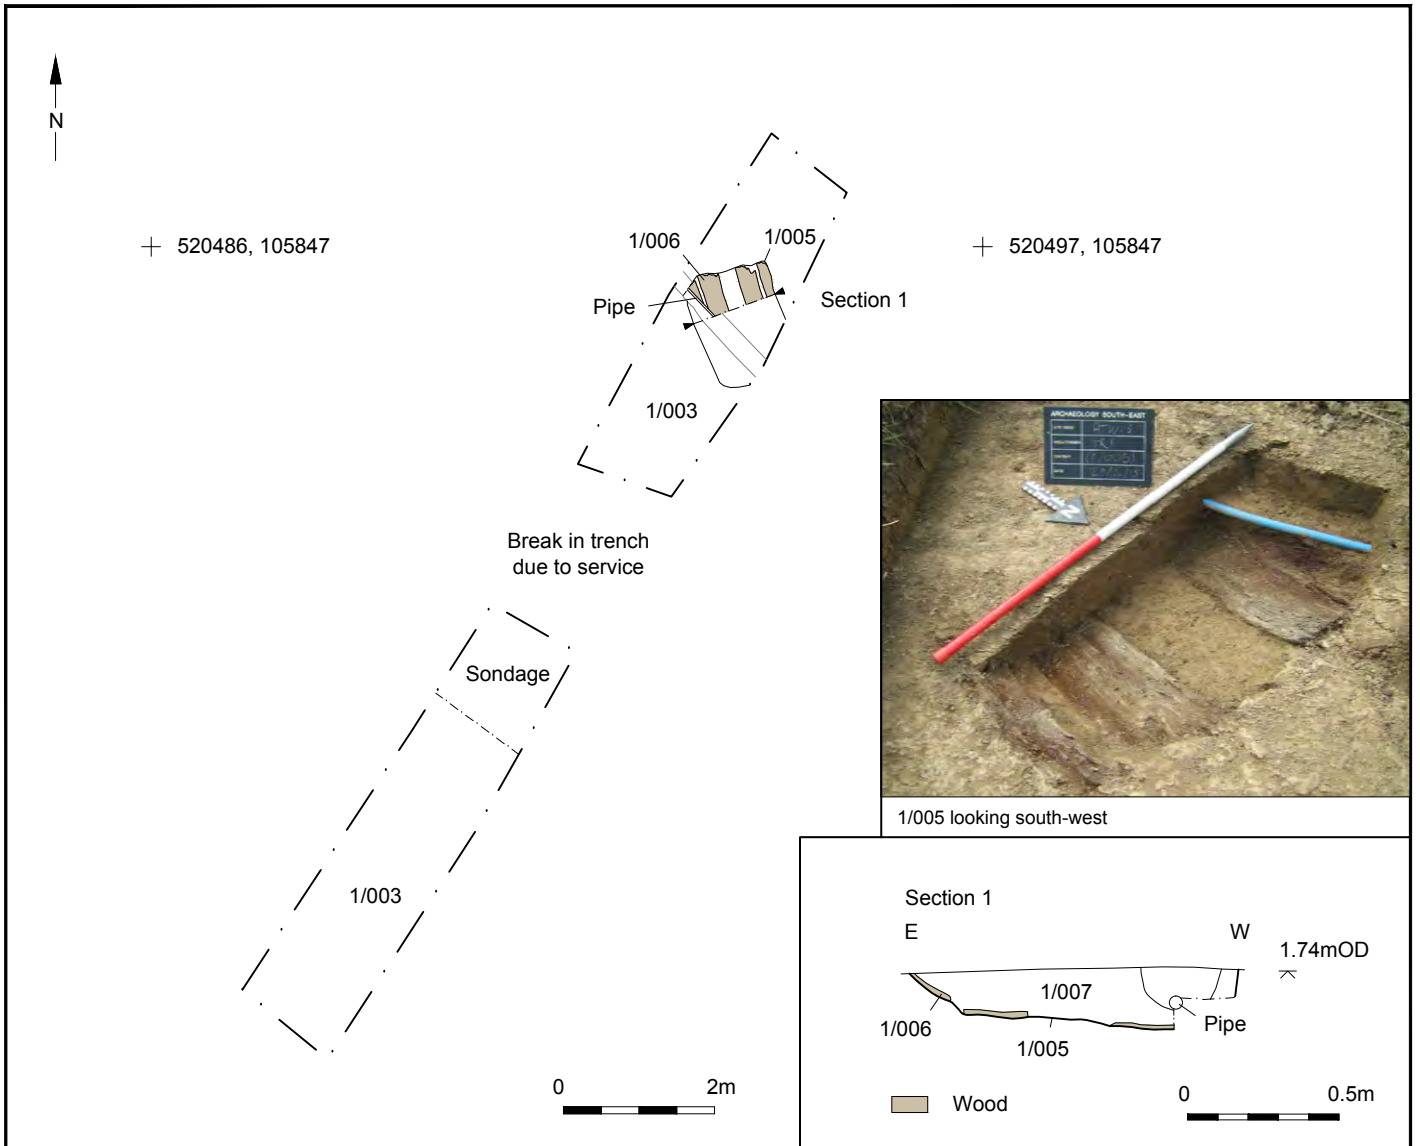 N
520486, 105847
520497, 105847
1/006
1/005
Pipe
Section 1
1/003
Break in trench
due to service
Sondage
1/003
ARCHAEOLOGY SOUTH-EAST
N
1/005 looking south-west
Section 1
E
W
1.74mOD
1/007
1/006
Pipe
1/005
Wood
0
2m
0
0.5m